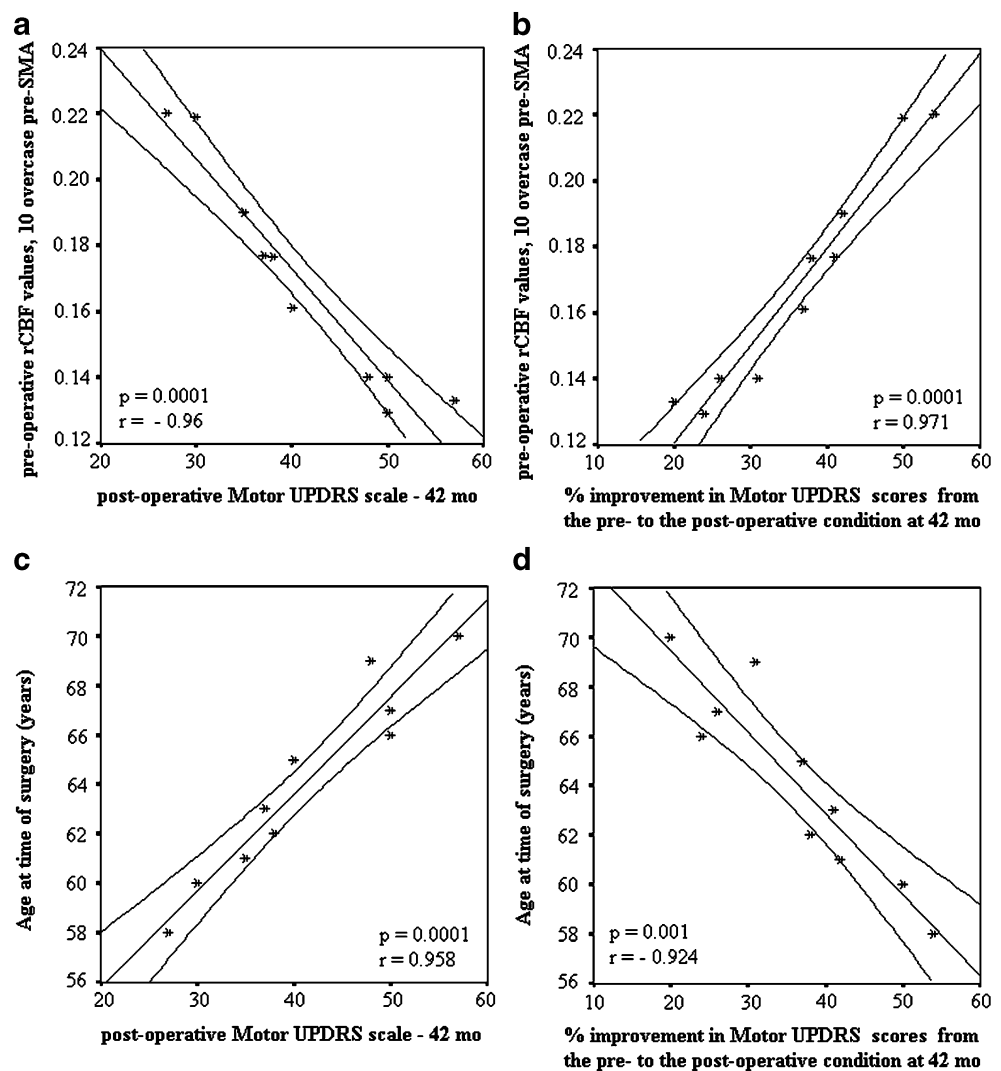 a
pre-operative rCBF values, 10 overcase pre-SMA
0.24
0.22
0.20
0.18
0.16
0.14
0.12
p = 0.0001
r = - 0.96
20 30 40 50 60
post-operative Motor UPDRS scale - 42 mo
b
pre-operative rCBF values, 10 overcase pre-SMA
0.24
0.22
0.20
0.18
0.16
0.14
0.12
p = 0.0001
r = 0.971
10 20 30 40 50 60
% improvement in Motor UPDRS scores from
the pre- to the post-operative condition at 42 mo
c
Age at time of surgery (years)
72
70
68
66
64
62
60
58
56
p = 0.0001
r = 0.958
20 30 40 50 60
post-operative Motor UPDRS scale - 42 mo
d
Age at time of surgery (years)
72
70
68
66
64
62
60
58
56
p = 0.001
r = - 0.924
10 20 30 40 50 60
% improvement in Motor UPDRS scores from
the pre- to the post-operative condition at 42 mo